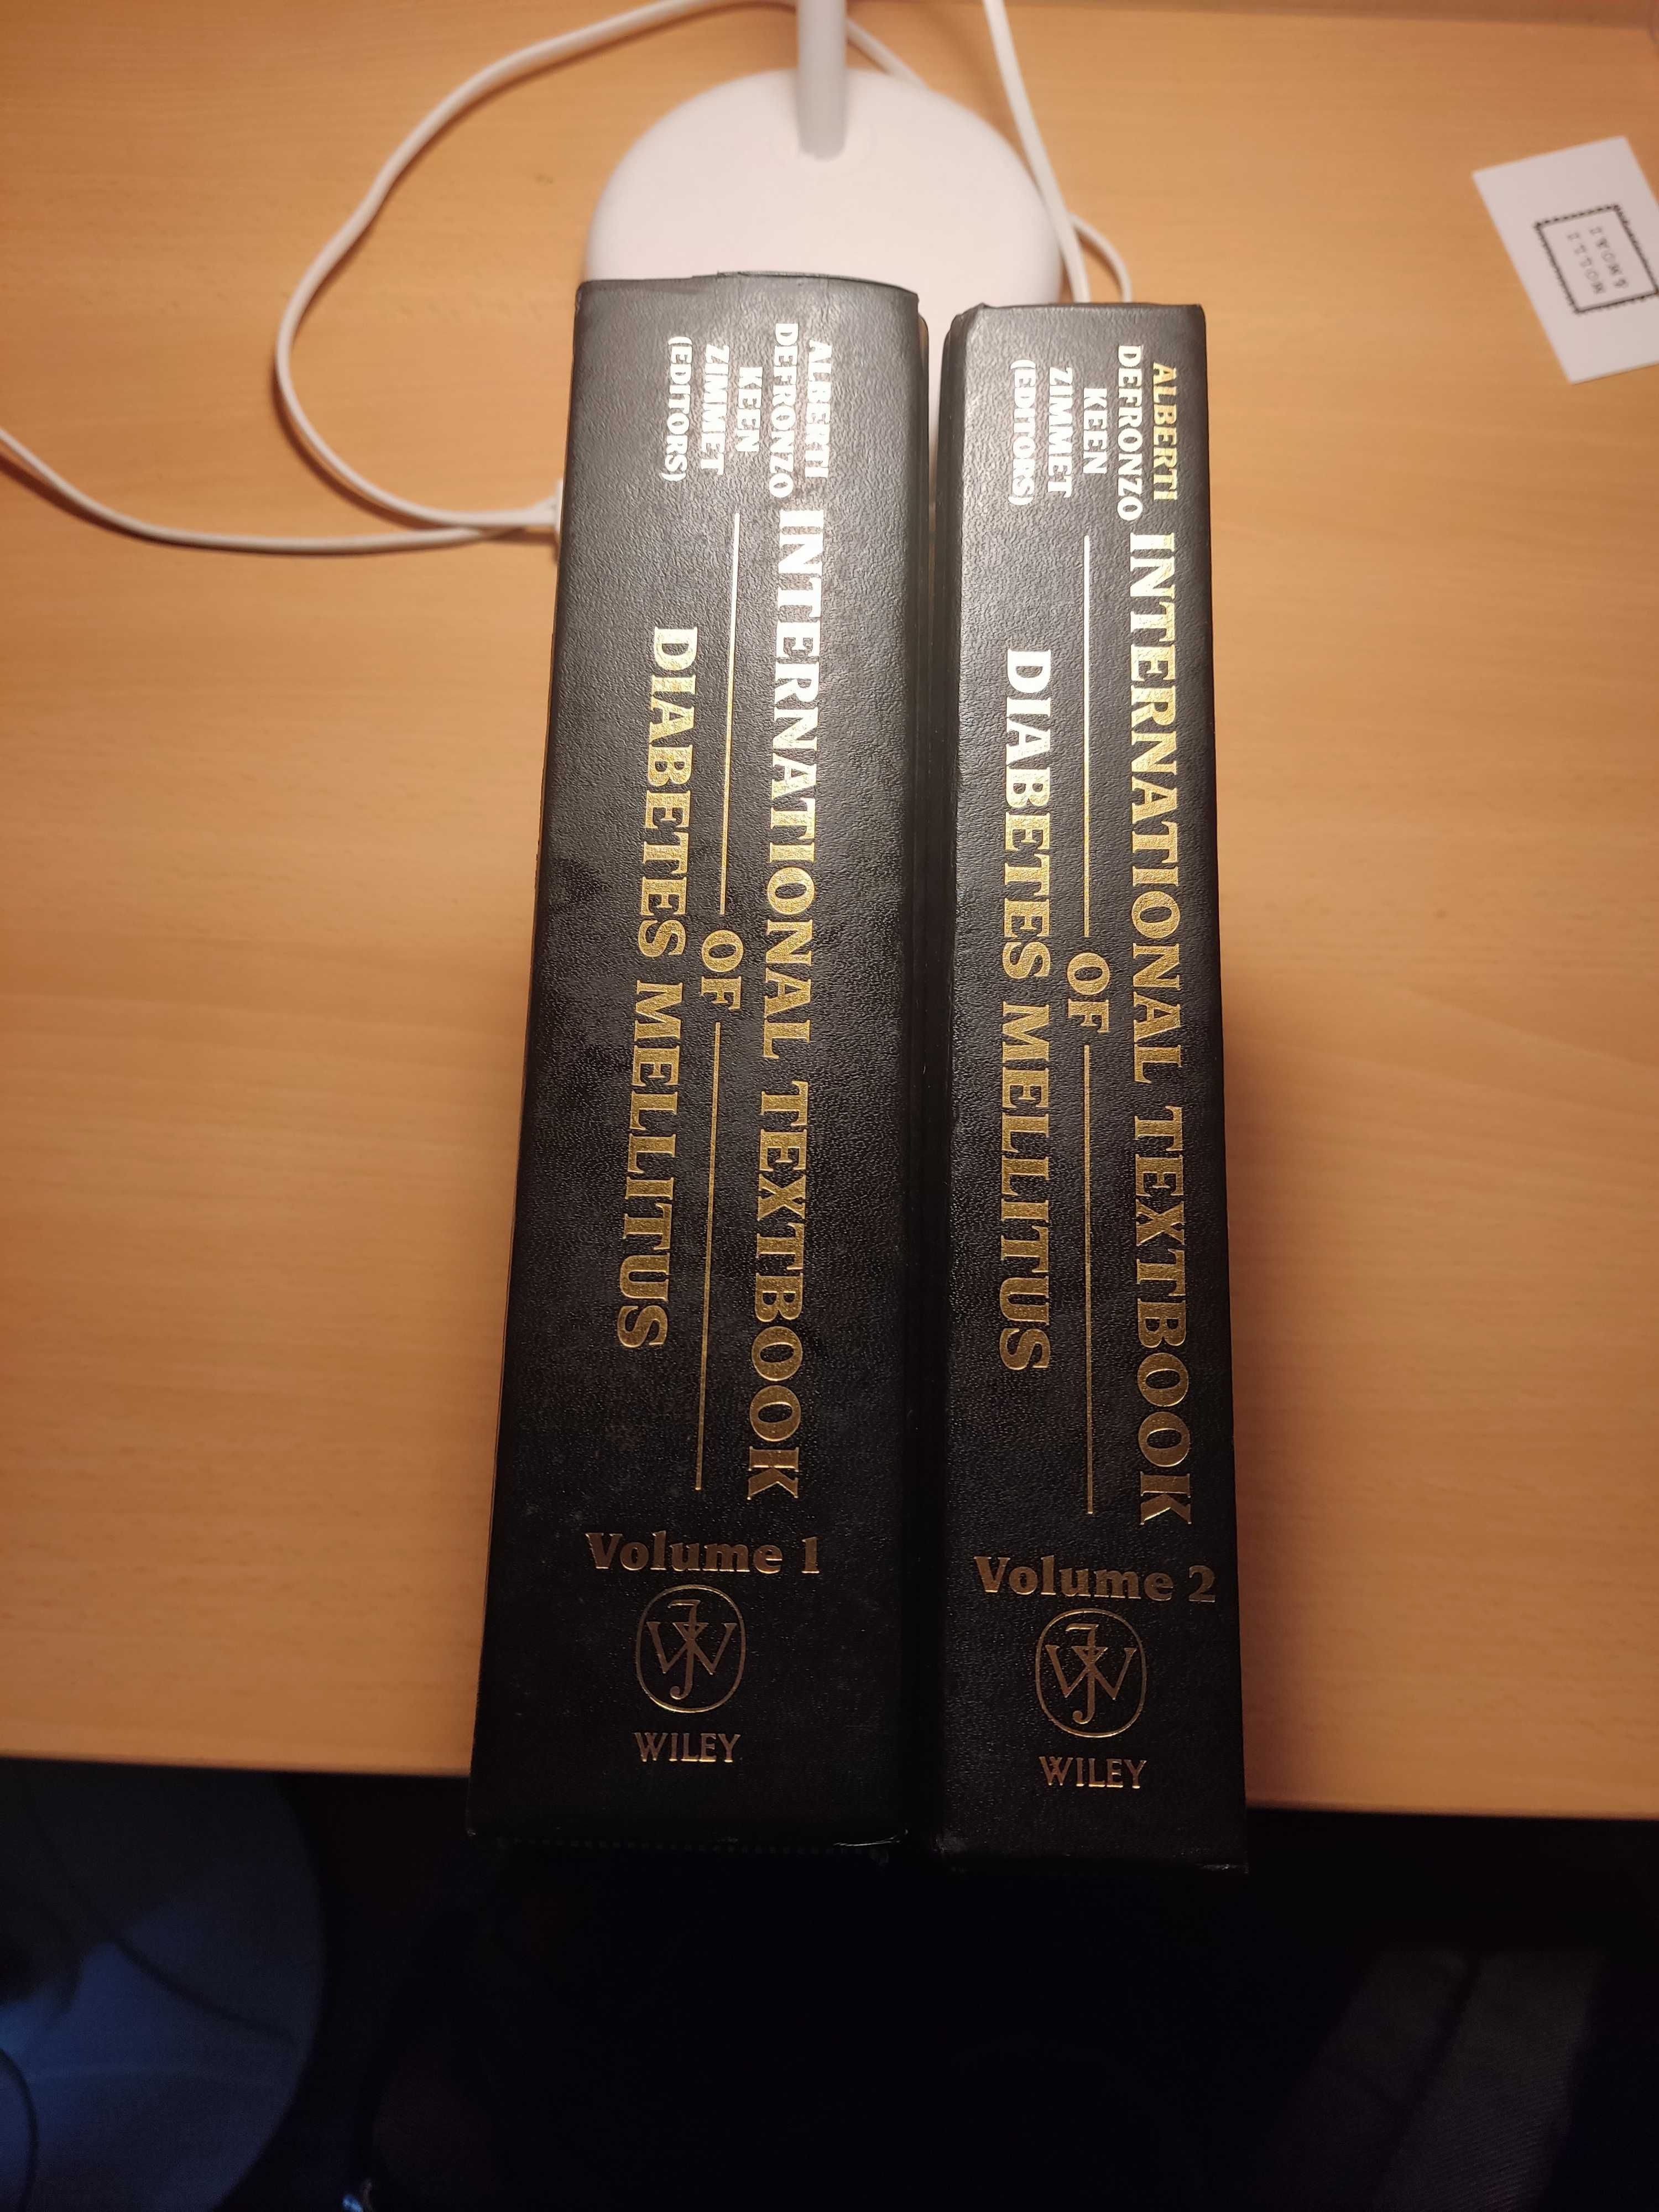 ALBERTI
DEFRONZO
KEEN
ZIMMET
(EDITORS)
INTERNATIONAL TEXTBOOK
OF
DIABETES MELLITUS
Volume 1
WILEY
ALBERTI
DEFRONZO
KEEN
ZIMMET
(EDITORS)
INTERNATIONAL TEXTBOOK
OF
DIABETES MELLITUS
Volume 2
WILEY